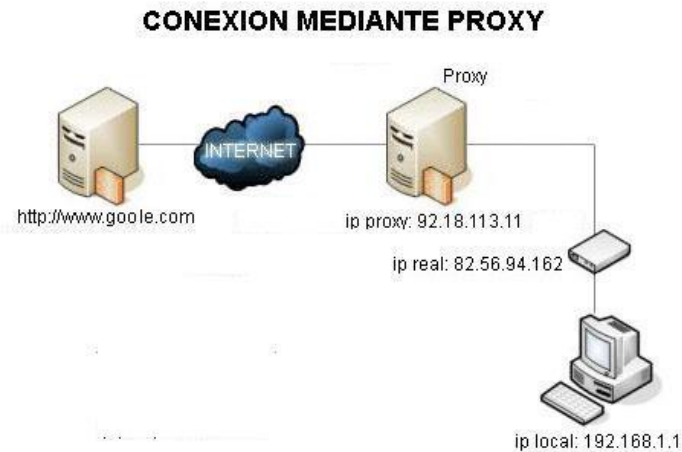 CONEXION MEDIANTE PROXY
Proxy
INTERNET
http://www.goole.com
ip proxy: 92.18.113.11
ip real: 82.56.94.162
ip local: 192.168.1.1